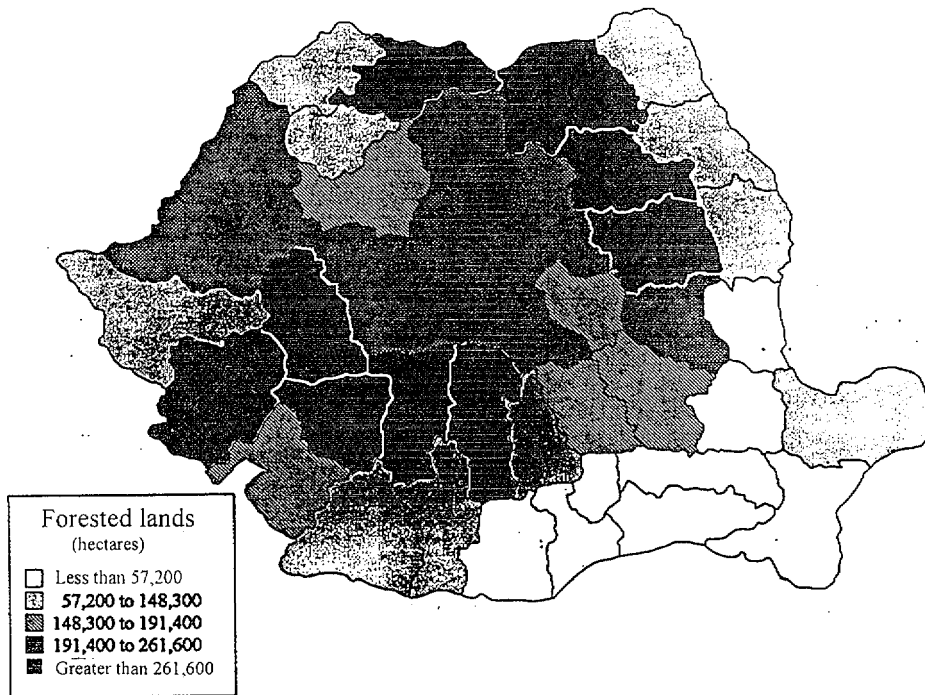 Forested lands
(hectares)
Less than 57,200
57,200 to 148,300
148,300 to 191,400
191,400 to 261,600
Greater than 261,600